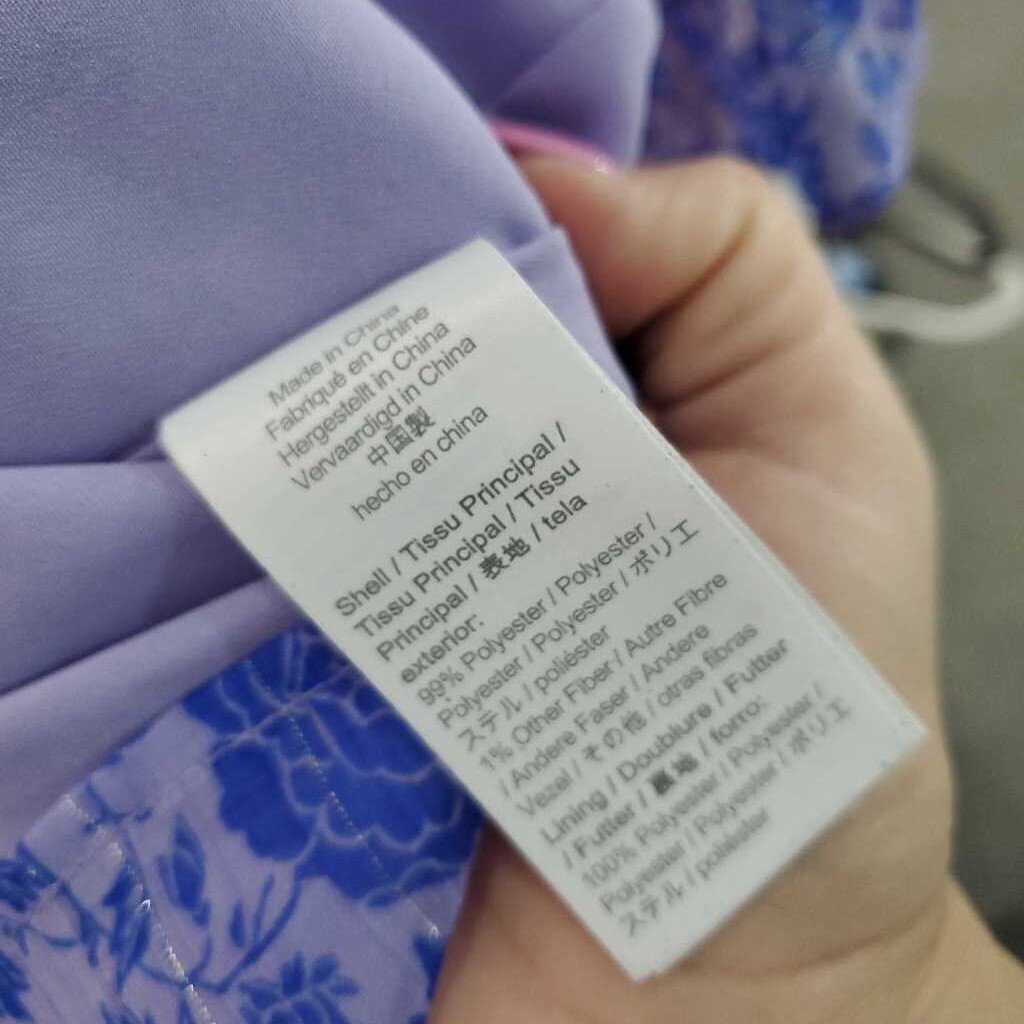 Made in China
Fabriqué en Chine
Hergestellt in China
Vervaardigd in China
中国製
hecho en china
Shell / Tissu Principal /
Tissu Principal / Tissu
Principal / 表地 / tela
exterior:
99% Polyester / Polyester /
Polyester / Polyester / ポリエ
ステル / poliéster
1% Other Fiber / Autre Fibre
/ Andere Faser / Andere
Vezel / その他 / otras fibras
Lining / Doublure / Futter
/ Futter / 裏地 / forro:
100% Polyester / Polyester /
Polyester / Polyester / ポリエ
ステル / poliéster